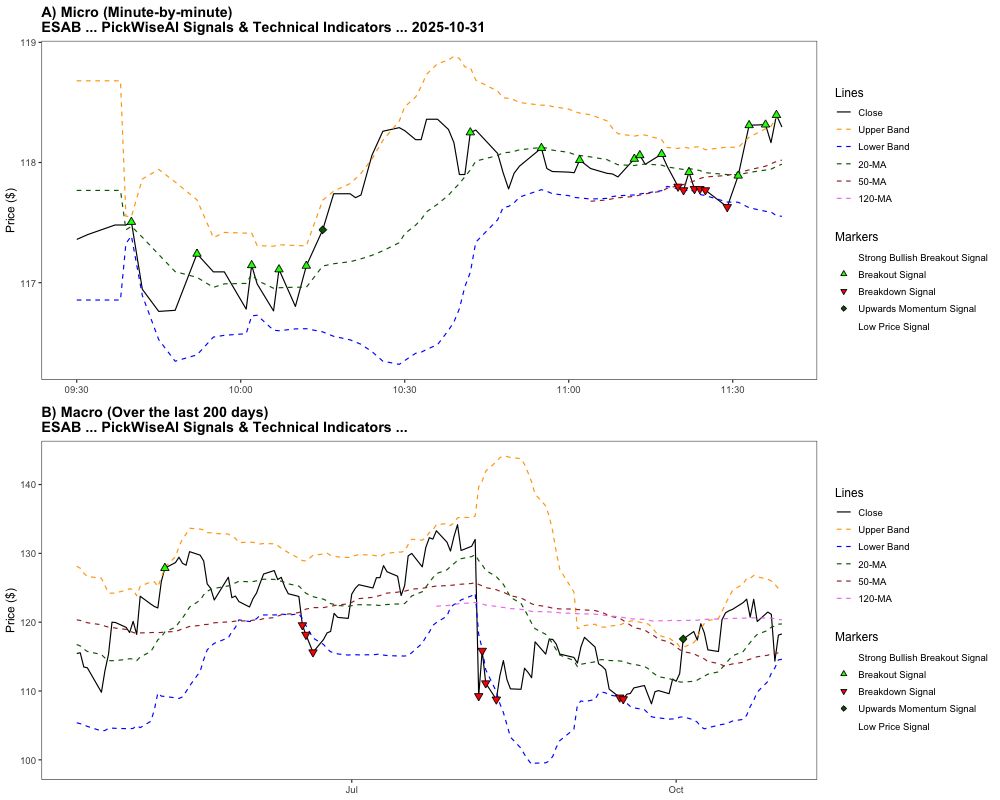 A) Micro (Minute-by-minute)
ESAB ... PickWiseAI Signals & Technical Indicators ... 2025-10-31
119
118
117
Price ($)
09:30
10:00
10:30
11:00
11:30
Lines
Close
Upper Band
Lower Band
20-MA
50-MA
120-MA
Markers
Strong Bullish Breakout Signal
Breakout Signal
Breakdown Signal
Upwards Momentum Signal
Low Price Signal
B) Macro (Over the last 200 days)
ESAB ... PickWiseAI Signals & Technical Indicators ...
140
130
120
110
100
Price ($)
Jul
Oct
Lines
Close
Upper Band
Lower Band
20-MA
50-MA
120-MA
Markers
Strong Bullish Breakout Signal
Breakout Signal
Breakdown Signal
Upwards Momentum Signal
Low Price Signal